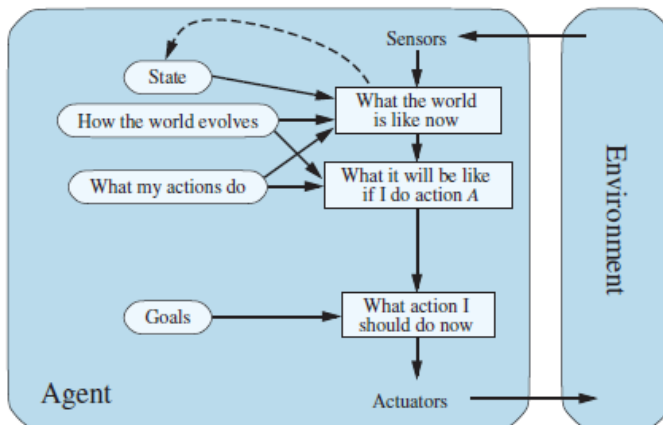 Sensors
State
What the world
is like now
How the world evolves
What my actions do
What it will be like
if I do action A
Goals
What action I
should do now
Agent
Actuators
Environment